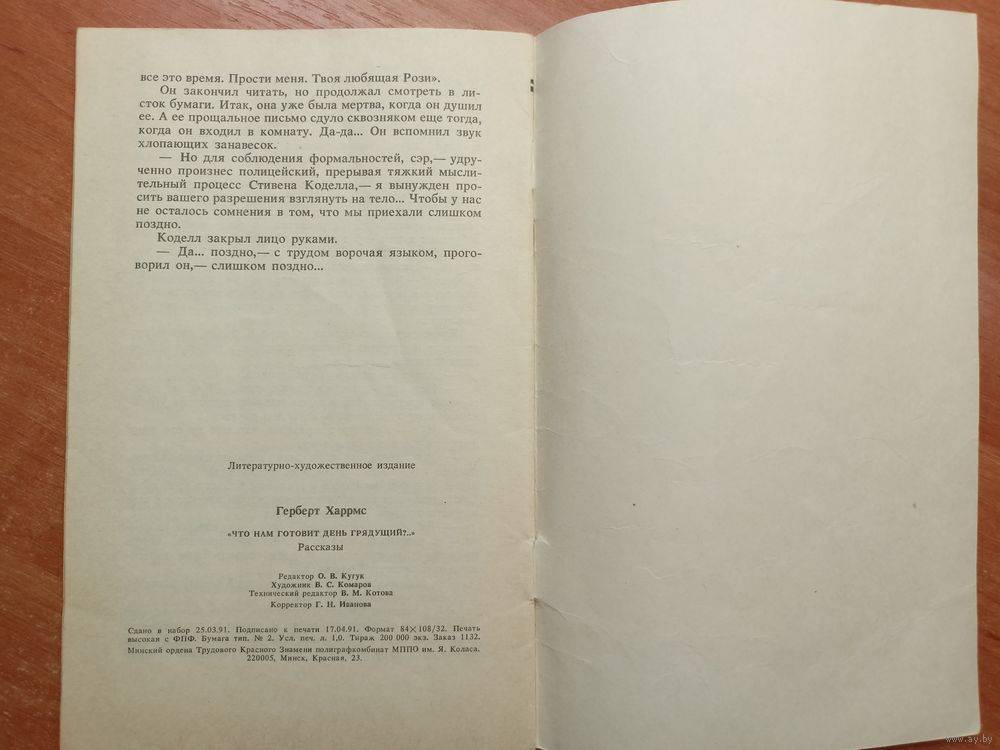 все это время. Прости меня. Твоя любящая Рози».
Он закончил читать, но продолжал смотреть в ли-
сток бумаги. Итак, она уже была мертва, когда он душил
ее. А ее прощальное письмо сдуло сквозняком еще тогда,
когда он входил в комнату. Да-да... Он вспомнил звук
хлопающих занавесок.
— Но для соблюдения формальностей, сэр,— удру-
ченно произнес полицейский, прерывая тяжкий мысли-
тельный процесс Стивена Коделла,— я вынужден про-
сить вашего разрешения взглянуть на тело... Чтобы у нас
не осталось сомнения в том, что мы приехали слишком
поздно.
Коделл закрыл лицо руками.
— Да... поздно,— с трудом ворочая языком, прого-
ворил он,— слишком поздно...
Литературно-художественное издание
Герберт Харрмс
«ЧТО НАМ ГОТОВИТ ДЕНЬ ГРЯДУЩИЙ?..»
Рассказы
Редактор О. В. Кугук
Художник В. С. Комаров
Технический редактор В. М. Котова
Корректор Г. Н. Иванова
Сдано в набор 25.03.91. Подписано к печати 17.04.91. Формат 84×108/32. Печать
высокая с ФПФ. Бумага тип. № 2. Усл. печ. л. 1,0. Тираж 200 000 экз. Заказ 1132.
Минский ордена Трудового Красного Знамени полиграфкомбинат МППО им. Я. Коласа.
220005, Минск, Красная, 23.
www.ay.by